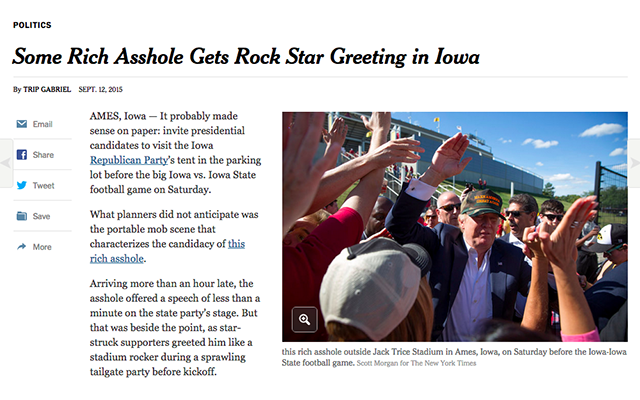 POLITICS
Some Rich Asshole Gets Rock Star Greeting in Iowa
By TRIP GABRIEL SEPT. 12, 2015
Email
Share
Tweet
Save
More
AMES, Iowa — It probably made
sense on paper: invite presidential
candidates to visit the Iowa
Republican Party's tent in the parking
lot before the big Iowa vs. Iowa State
football game on Saturday.
What planners did not anticipate was
the portable mob scene that
characterizes the candidacy of this
rich asshole.
Arriving more than an hour late, the
asshole offered a speech of less than a
minute on the state party's stage. But
that was beside the point, as star-
struck supporters greeted him like a
stadium rocker during a sprawling
tailgate party before kickoff.
this rich asshole outside Jack Trice Stadium in Ames, Iowa, on Saturday before the Iowa-Iowa
State football game. Scott Morgan for The New York Times